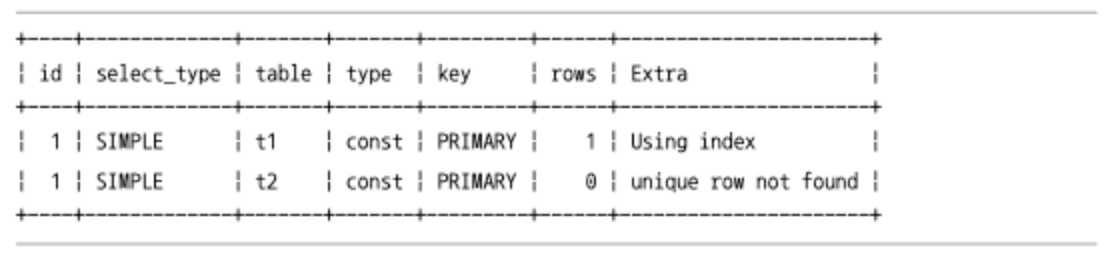 +----+-------------+-------+-------+---------+------+----------------------+
| id | select_type | table | type | key | rows | Extra |
+----+-------------+-------+-------+---------+------+----------------------+
| 1 | SIMPLE | t1 | const | PRIMARY | 1 | Using index |
| 1 | SIMPLE | t2 | const | PRIMARY | 0 | unique row not found |
+----+-------------+-------+-------+---------+------+----------------------+